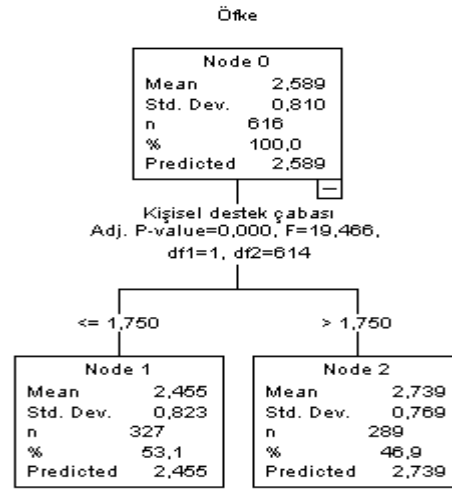 Öfke
Node 0
Mean 2,589
Std. Dev. 0,810
n 616
% 100,0
Predicted 2,589
Kişisel destek çabası
Adj. P-value=0,000, F=19,466,
df1=1, df2=614
<= 1,750
> 1,750
Node 1
Mean 2,455
Std. Dev. 0,823
n 327
% 53,1
Predicted 2,455
Node 2
Mean 2,739
Std. Dev. 0,769
n 289
% 46,9
Predicted 2,739